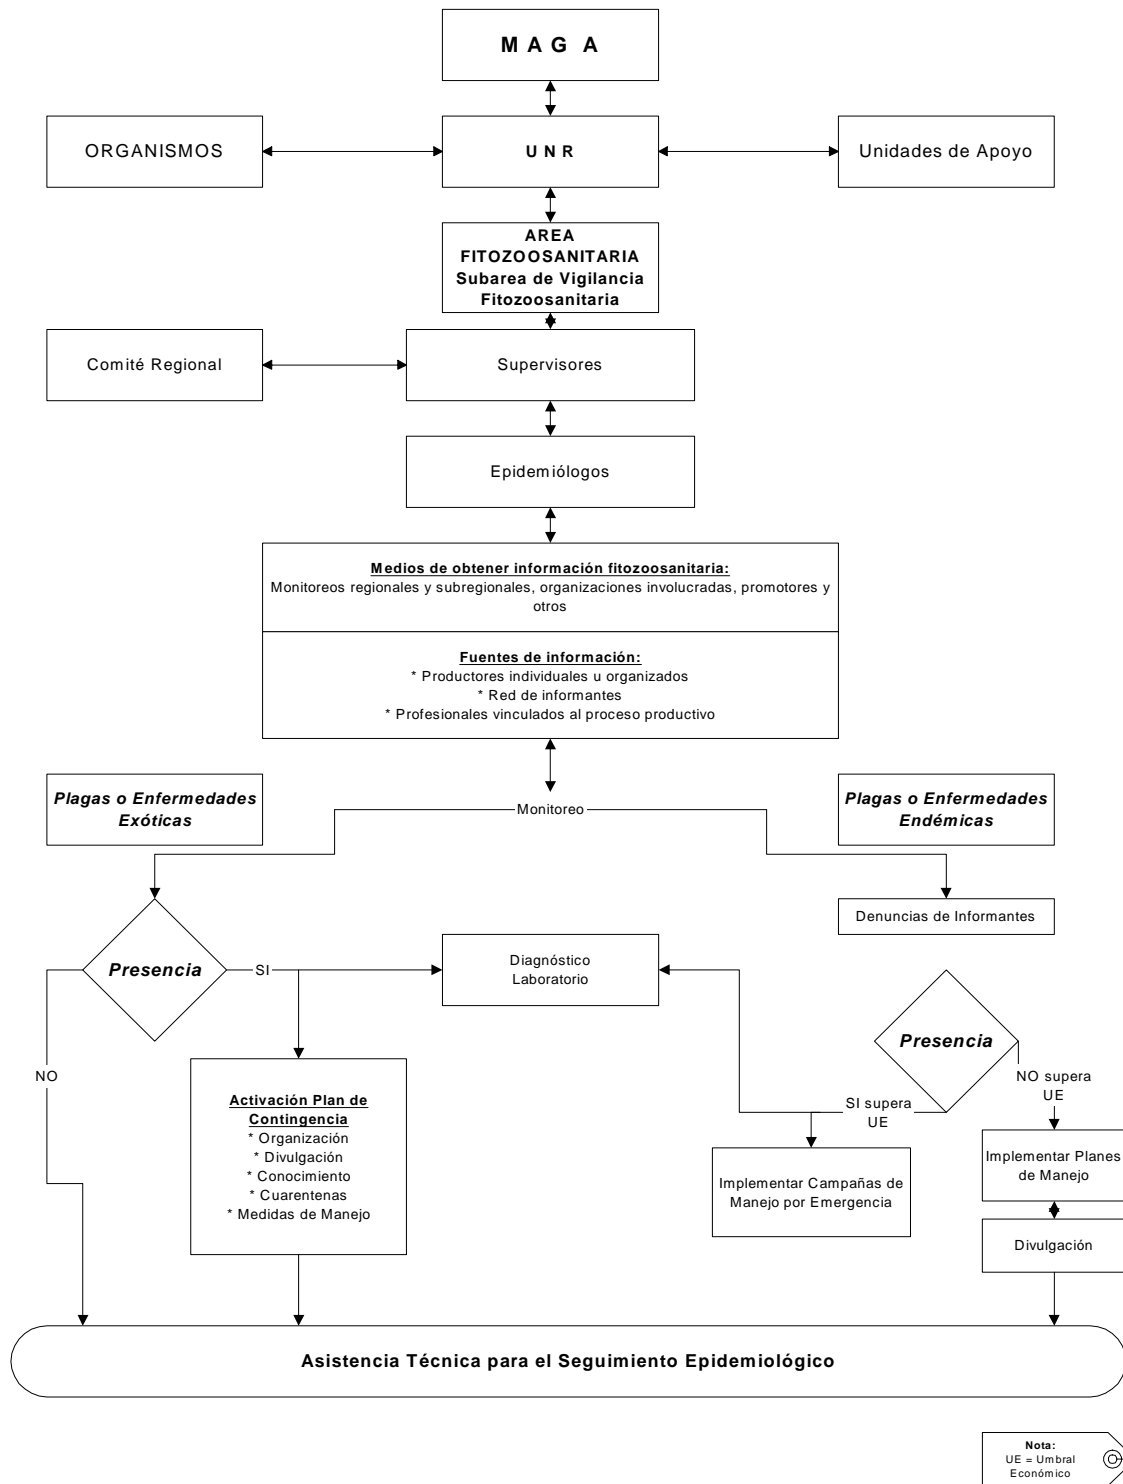 M A G A
ORGANISMOS
U N R
Unidades de Apoyo
AREA
FITOZOOSANITARIA
Subarea de Vigilancia
Fitozoosanitaria
Comité Regional
Supervisores
Epidemiólogos
Medios de obtener información fitozoosanitaria:
Monitoreos regionales y subregionales, organizaciones involucradas, promotores y
otros
Fuentes de información:
* Productores individuales u organizados
* Red de informantes
* Profesionales vinculados al proceso productivo
Plagas o Enfermedades
Exóticas
Monitoreo
Plagas o Enfermedades
Endémicas
Denuncias de Informantes
Presencia
SI
Diagnóstico
Laboratorio
Presencia
NO
NO supera
UE
SI supera
UE
Activación Plan de
Contingencia
* Organización
* Divulgación
* Conocimiento
* Cuarentenas
* Medidas de Manejo
Implementar Campañas de
Manejo por Emergencia
Implementar Planes
de Manejo
Divulgación
Asistencia Técnica para el Seguimiento Epidemiológico
Nota:
UE = Umbral
Económico